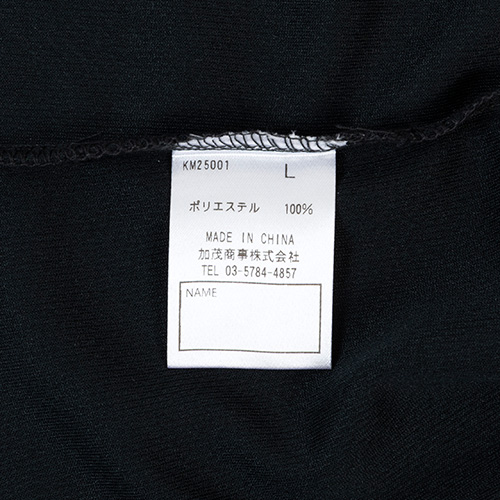 KM25001 L
ポリエステル 100%
MADE IN CHINA
加茂商事株式会社
TEL 03-5784-4857
NAME